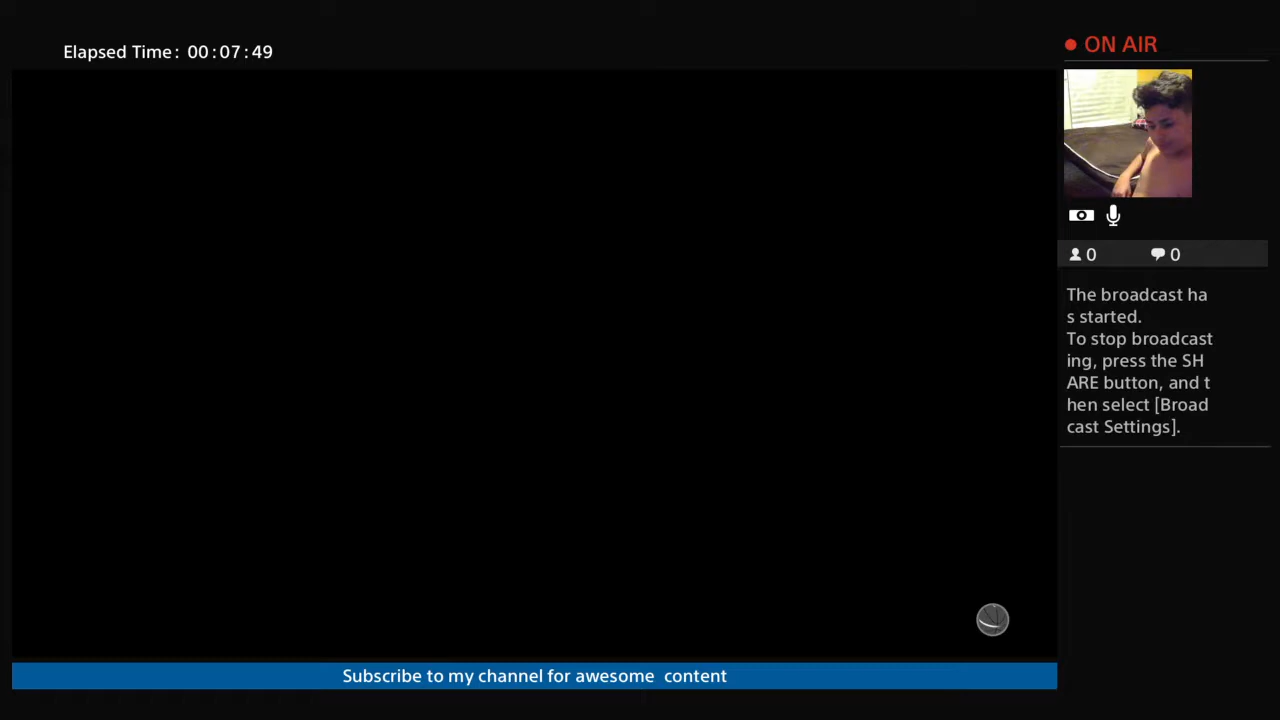 Elapsed Time: 00:07:49
ON AIR
0 0
The broadcast ha
s started.
To stop broadcast
ing, press the SH
ARE button, and t
hen select [Broad
cast Settings].
Subscribe to my channel for awesome  content